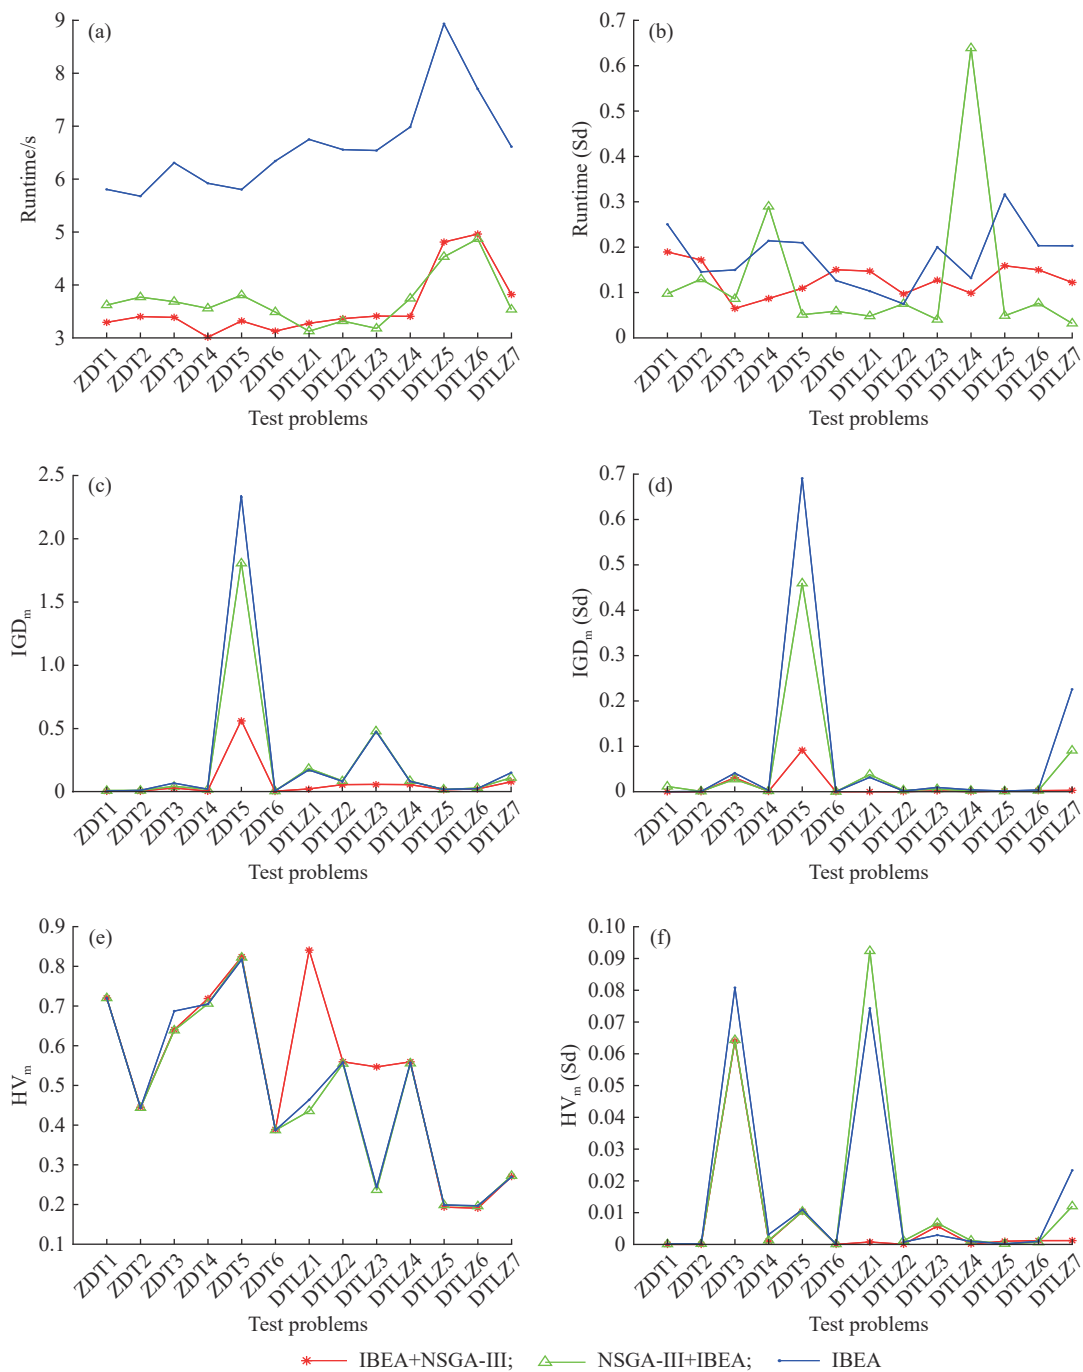 (a)
Runtime/s
9
8
7
6
5
4
3
ZDT1 ZDT2 ZDT3 ZDT4 ZDT5 ZDT6 DTLZ1 DTLZ2 DTLZ3 DTLZ4 DTLZ5 DTLZ6 DTLZ7
Test problems
(b)
Runtime (Sd)
0.7
0.6
0.5
0.4
0.3
0.2
0.1
0
ZDT1 ZDT2 ZDT3 ZDT4 ZDT5 ZDT6 DTLZ1 DTLZ2 DTLZ3 DTLZ4 DTLZ5 DTLZ6 DTLZ7
Test problems
(c)
IGDm
2.5
2.0
1.5
1.0
0.5
0
ZDT1 ZDT2 ZDT3 ZDT4 ZDT5 ZDT6 DTLZ1 DTLZ2 DTLZ3 DTLZ4 DTLZ5 DTLZ6 DTLZ7
Test problems
(d)
IGDm (Sd)
0.7
0.6
0.5
0.4
0.3
0.2
0.1
0
ZDT1 ZDT2 ZDT3 ZDT4 ZDT5 ZDT6 DTLZ1 DTLZ2 DTLZ3 DTLZ4 DTLZ5 DTLZ6 DTLZ7
Test problems
(e)
HVm
0.9
0.8
0.7
0.6
0.5
0.4
0.3
0.2
0.1
ZDT1 ZDT2 ZDT3 ZDT4 ZDT5 ZDT6 DTLZ1 DTLZ2 DTLZ3 DTLZ4 DTLZ5 DTLZ6 DTLZ7
Test problems
(f)
HVm (Sd)
0.10
0.09
0.08
0.07
0.06
0.05
0.04
0.03
0.02
0.01
0
ZDT1 ZDT2 ZDT3 ZDT4 ZDT5 ZDT6 DTLZ1 DTLZ2 DTLZ3 DTLZ4 DTLZ5 DTLZ6 DTLZ7
Test problems
IBEA+NSGA-III; NSGA-III+IBEA; IBEA